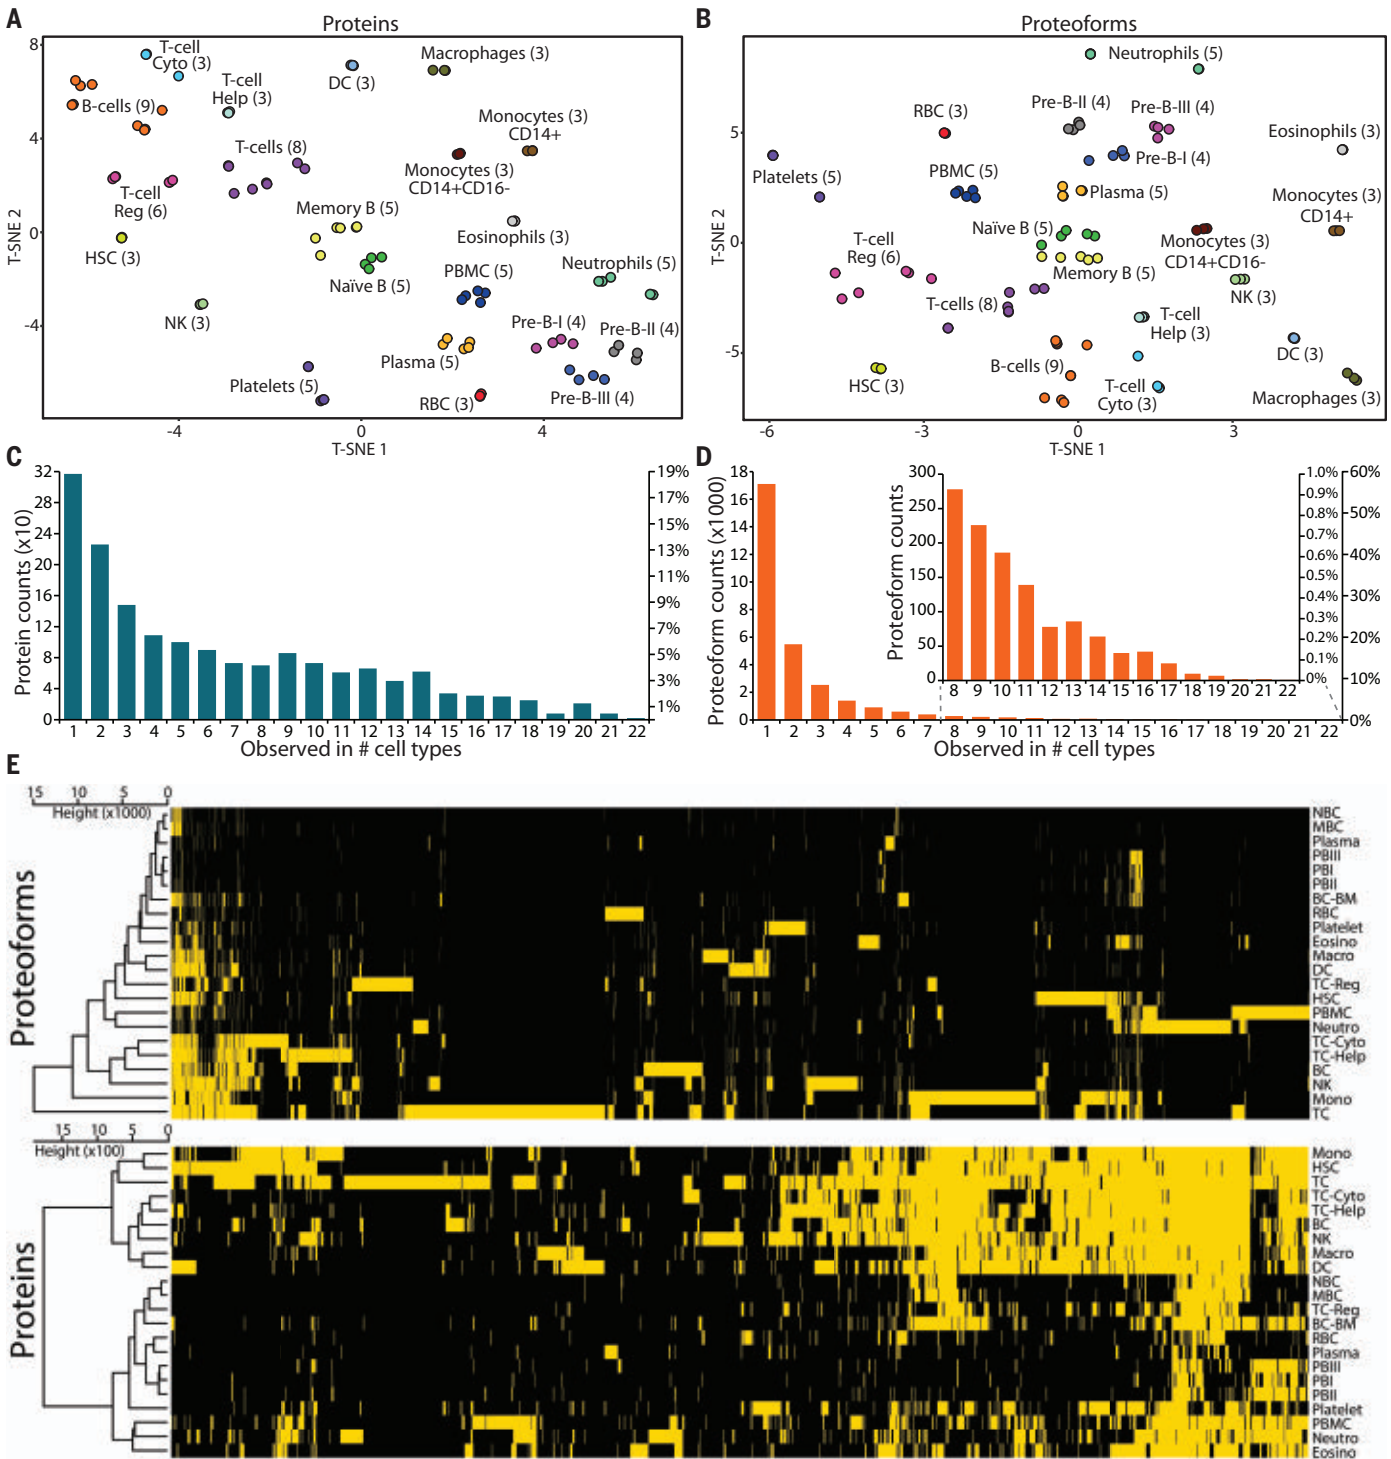 A
Proteins
8
4
0
-4
T-SNE 2
-4
0
4
T-SNE 1
T-cell
Cyto (3)
B-cells (9)
T-cell
Help (3)
DC (3)
Macrophages (3)
Monocytes (3)
CD14+
Monocytes (3)
CD14+CD16-
T-cells (8)
T-cell
Reg (6)
HSC (3)
Memory B (5)
Eosinophils (3)
Naïve B (5)
PBMC (5)
Neutrophils (5)
NK (3)
Pre-B-I (4)
Pre-B-II (4)
Plasma (5)
Platelets (5)
RBC (3)
Pre-B-III (4)
B
Proteoforms
5
0
-5
T-SNE 2
-6
-3
0
3
T-SNE 1
Neutrophils (5)
RBC (3)
Pre-B-II (4)
Pre-B-III (4)
Eosinophils (3)
Pre-B-I (4)
Platelets (5)
PBMC (5)
Plasma (5)
Monocytes (3)
CD14+
Naïve B (5)
T-cell
Reg (6)
Monocytes (3)
CD14+CD16-
Memory B (5)
NK (3)
T-cells (8)
T-cell
Help (3)
DC (3)
B-cells (9)
HSC (3)
T-cell
Cyto (3)
Macrophages (3)
C
Protein counts (x10)
32
28
24
20
16
12
8
4
0
19%
17%
15%
13%
11%
9%
7%
5%
3%
1%
1 2 3 4 5 6 7 8 9 10 11 12 13 14 15 16 17 18 19 20 21 22
Observed in # cell types
D
Proteoform counts (x1000)
18
16
14
12
10
8
6
4
2
0
Proteoform counts
300
250
200
150
100
50
0
1.0%
0.9%
0.8%
0.7%
0.6%
0.5%
0.4%
0.3%
0.2%
0.1%
0%
8 9 10 11 12 13 14 15 16 17 18 19 20 21 22
60%
50%
40%
30%
20%
10%
0%
1 2 3 4 5 6 7 8 9 10 11 12 13 14 15 16 17 18 19 20 21 22
Observed in # cell types
E
15 10 5 0
Height (x1000)
Proteoforms
NBC
MBC
Plasma
PBIII
PBI
PBII
BC-BM
RBC
Platelet
Eosino
Macro
DC
TC-Reg
HSC
PBMC
Neutro
TC-Cyto
TC-Help
BC
NK
Mono
TC
15 10 5 0
Height (x100)
Proteins
Mono
HSC
TC
TC-Cyto
TC-Help
BC
NK
Macro
DC
NBC
MBC
TC-Reg
BC-BM
RBC
Plasma
PBIII
PBI
PBII
Platelet
PBMC
Neutro
Eosino